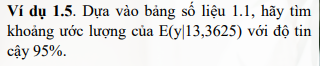 Ví dụ 1.5. Dựa vào bảng số liệu 1.1, hãy tìm
khoảng ước lượng của E(y|13,3625) với độ tin
cậy 95%.